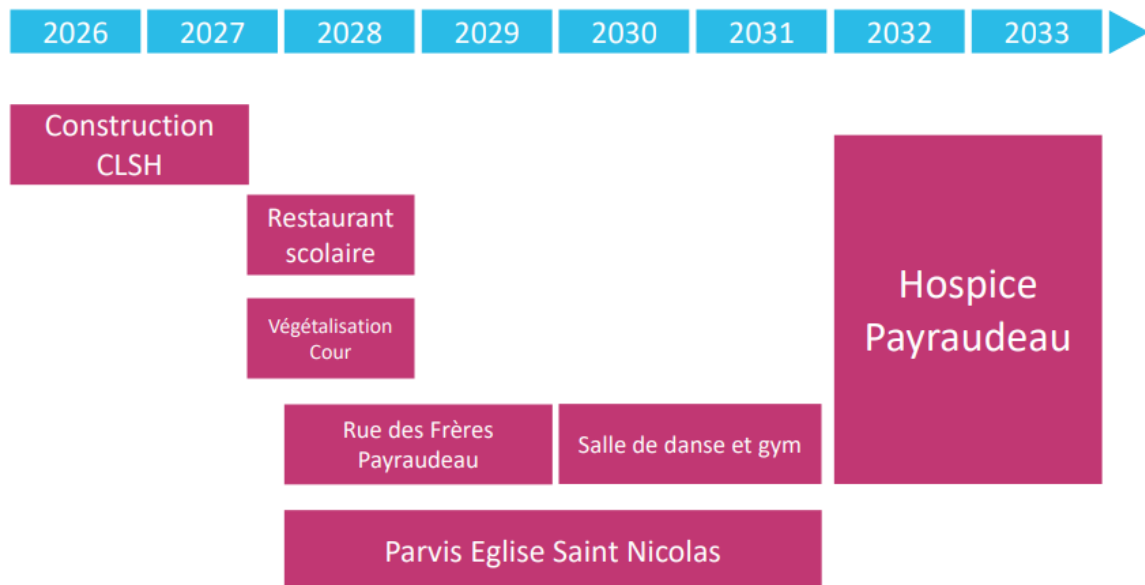 2026 2027 2028 2029 2030 2031 2032 2033
Construction
CLSH
Restaurant
scolaire
Végétalisation
Cour
Rue des Frères
Payraudeau
Salle de danse et gym
Parvis Eglise Saint Nicolas
Hospice
Payraudeau